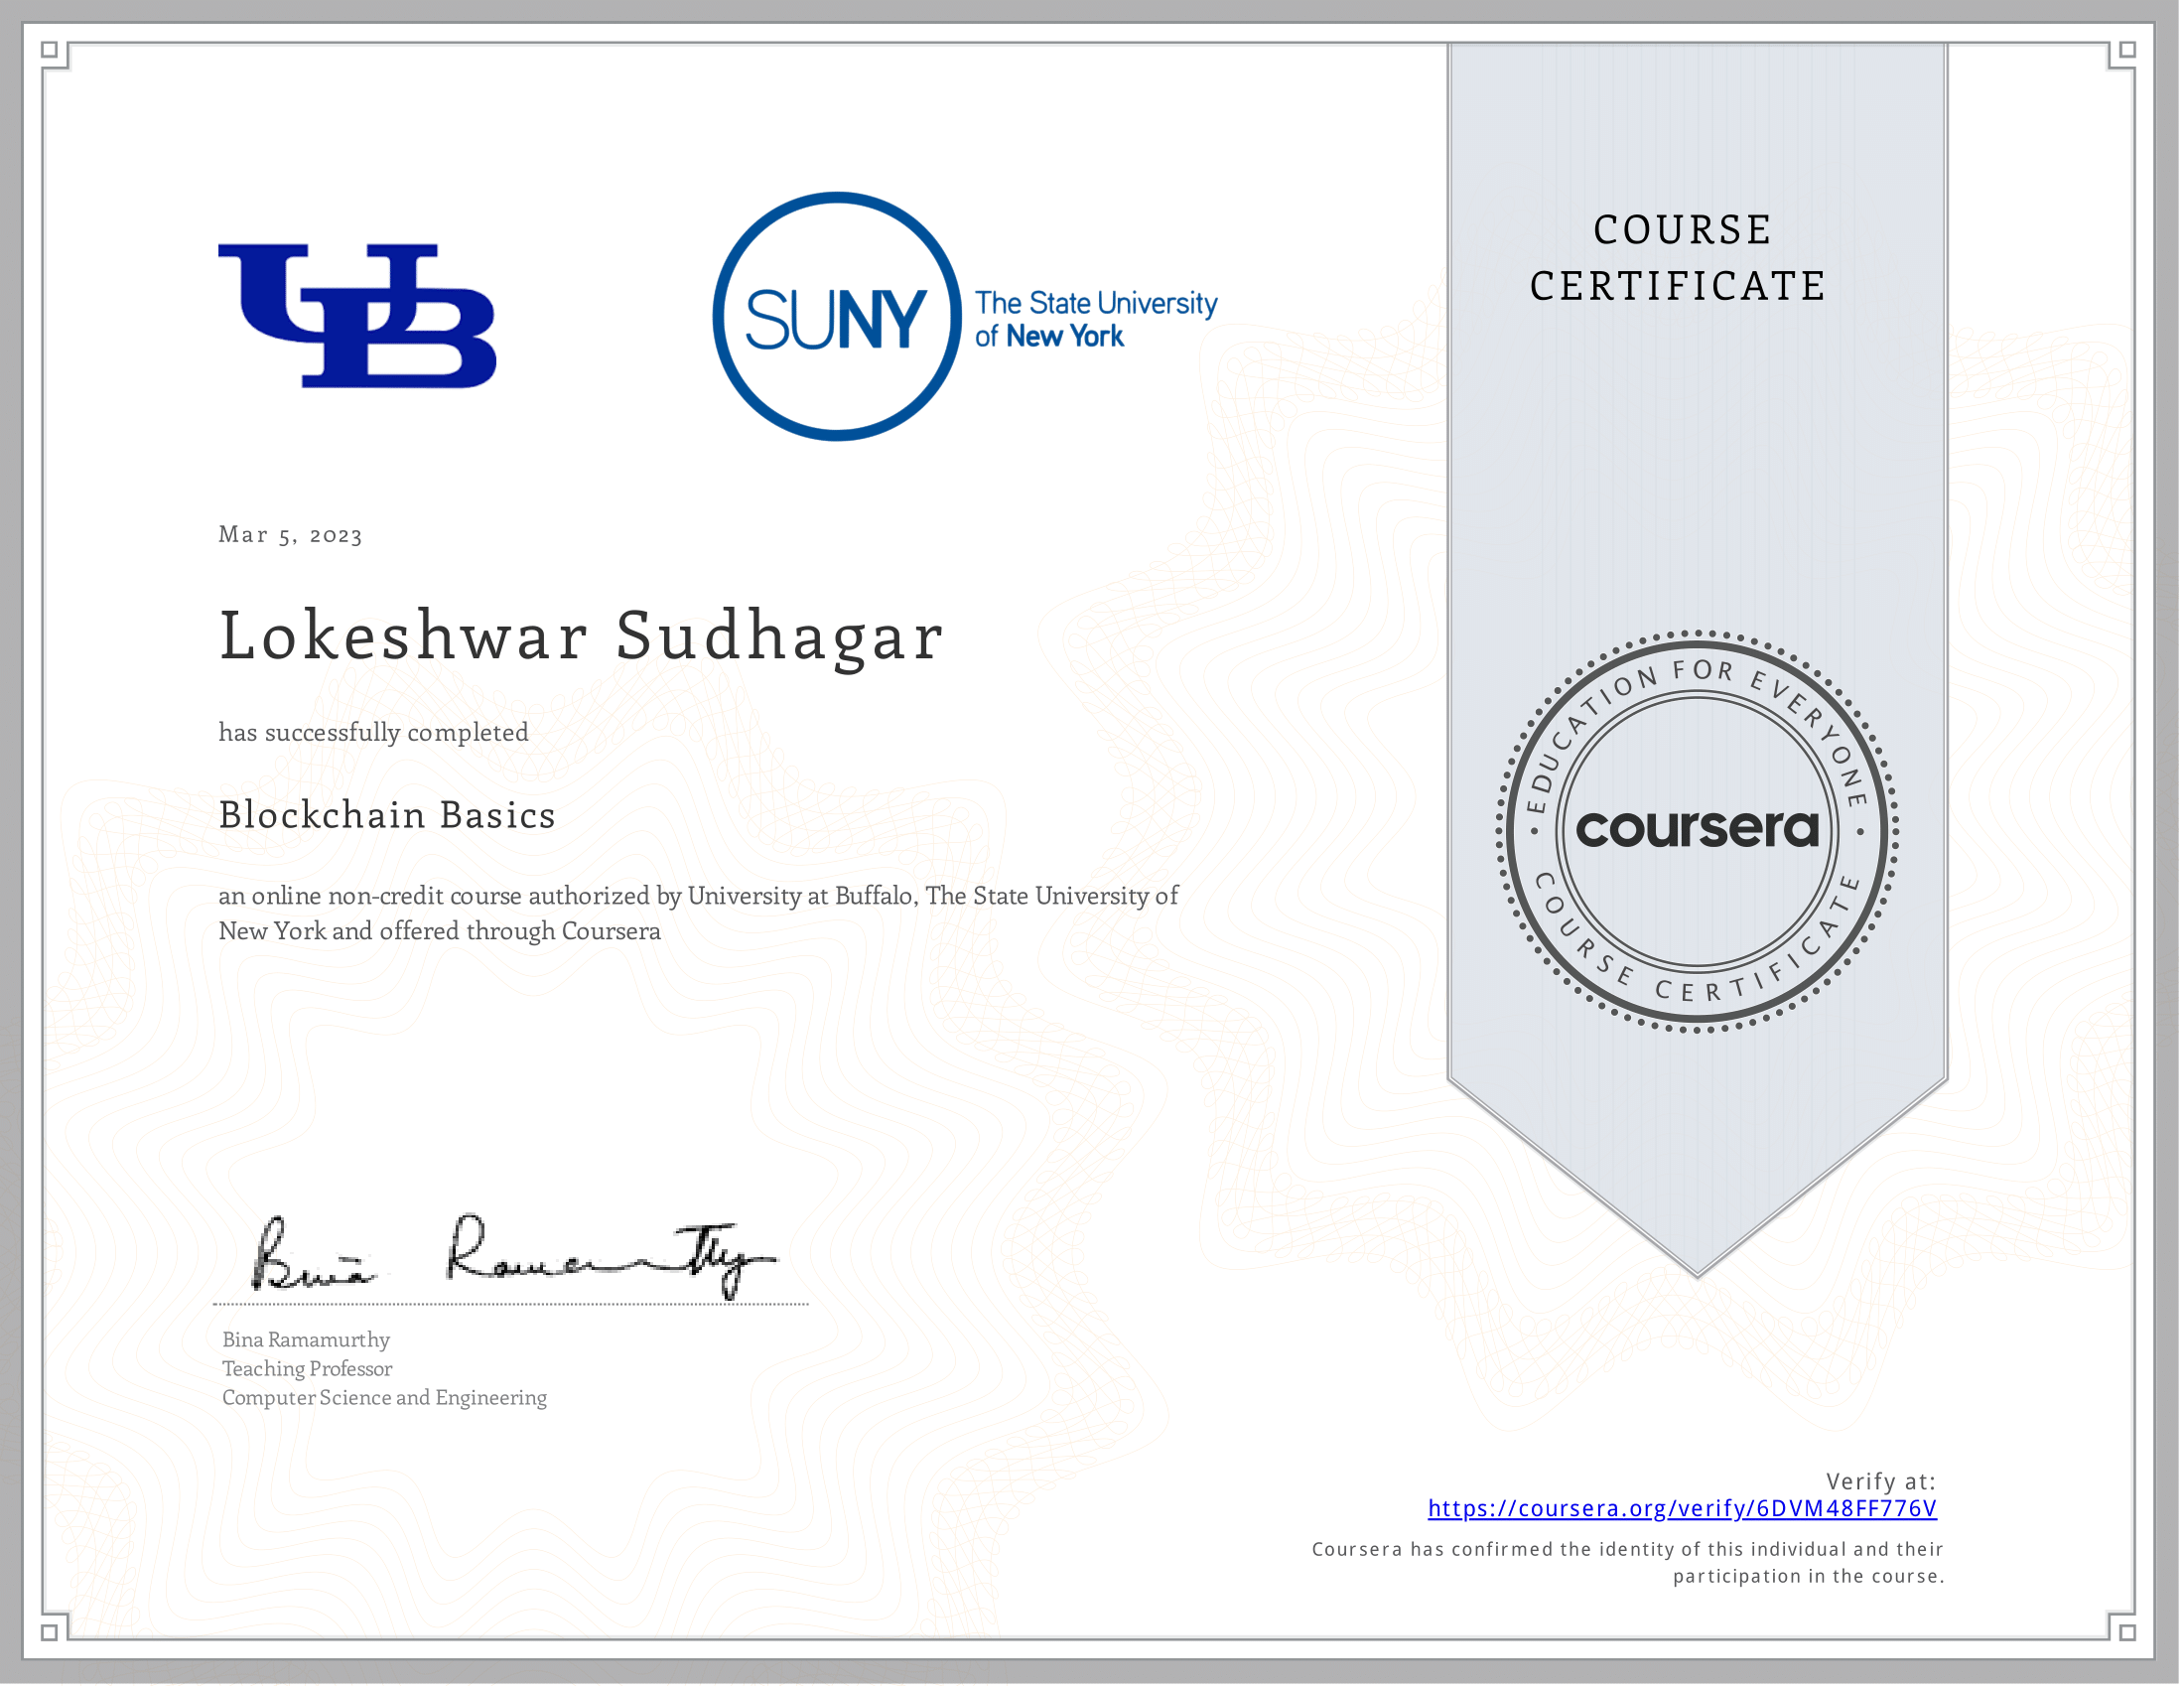 UB
SUNY
The State University
of New York
COURSE
CERTIFICATE
Mar 5, 2023
Lokeshwar Sudhagar
has successfully completed
Blockchain Basics
an online non-credit course authorized by University at Buffalo, The State University of
New York and offered through Coursera
EDUCATION FOR EVERYONE
coursera
COURSE CERTIFICATE
Bina Ramamurthy
Bina Ramamurthy
Teaching Professor
Computer Science and Engineering
Verify at:
https://coursera.org/verify/6DVM48FF776V
Coursera has confirmed the identity of this individual and their
participation in the course.